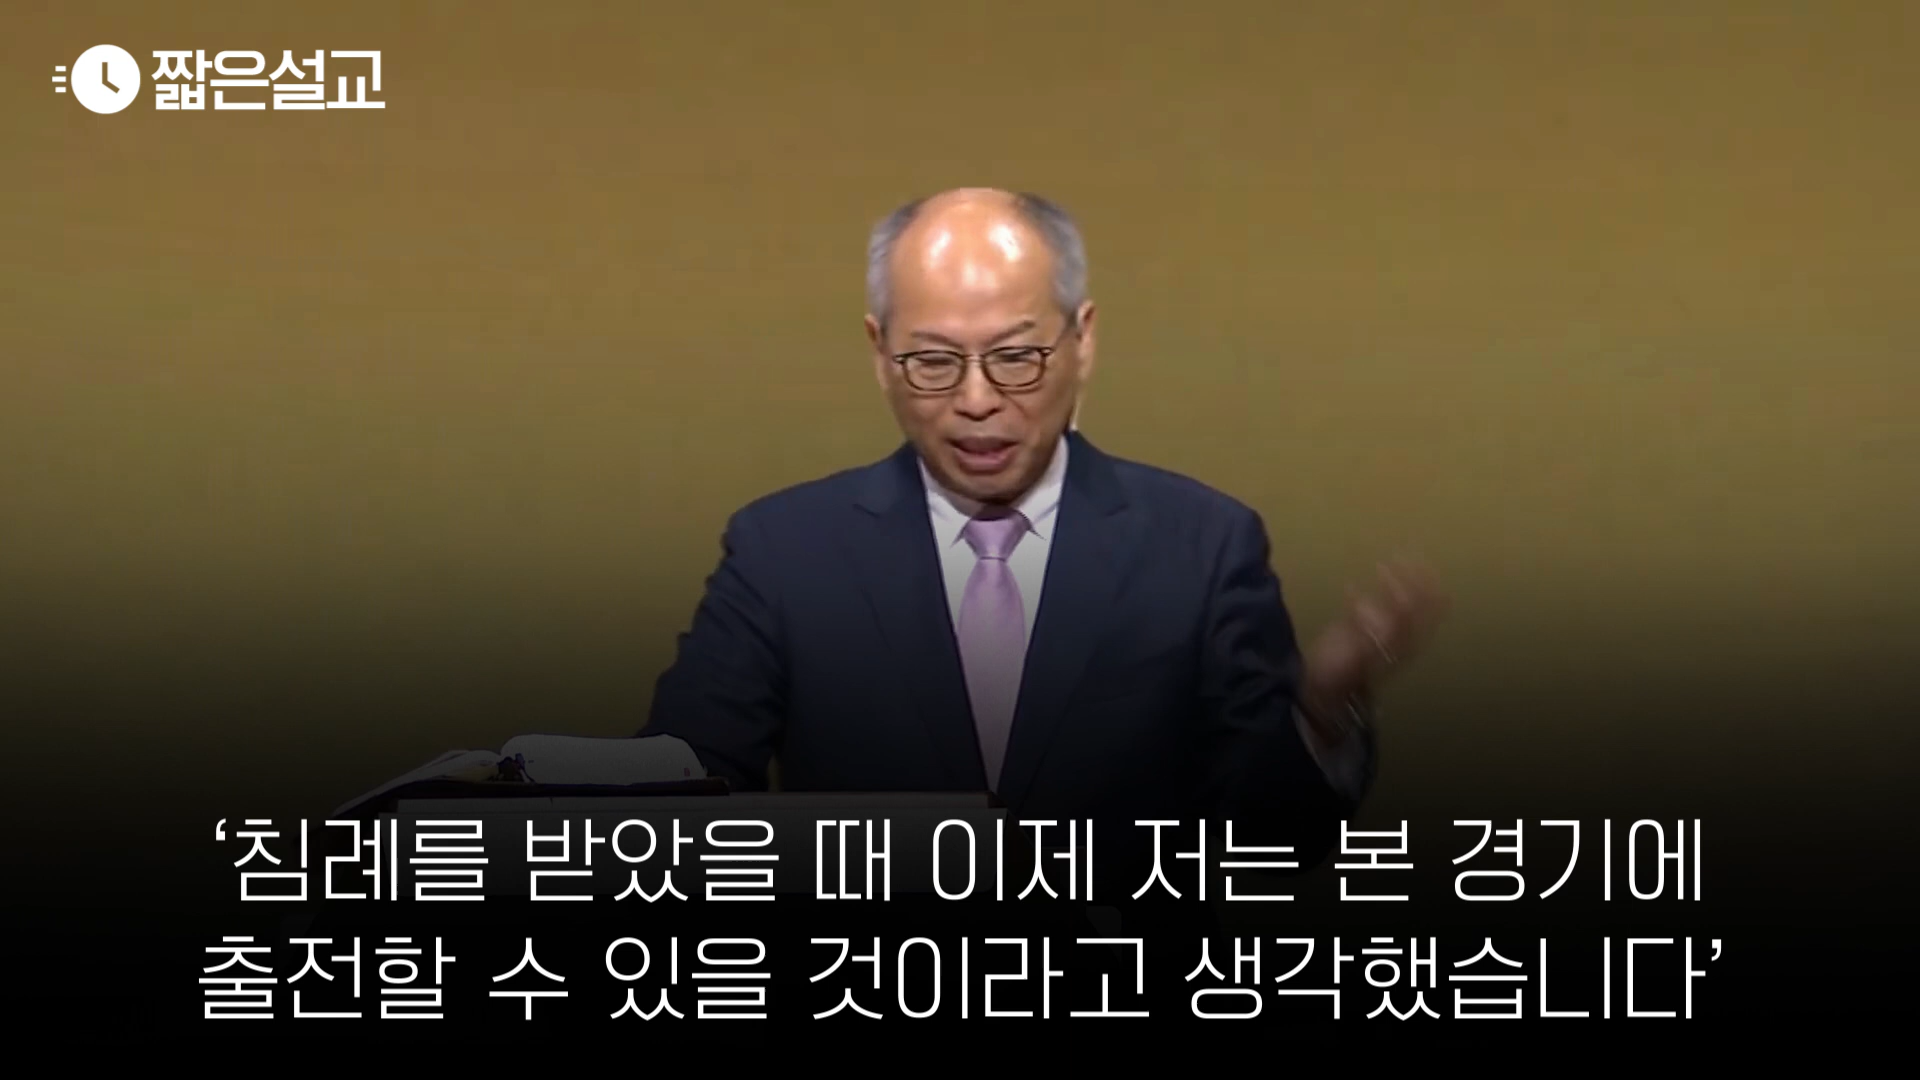 짧은설교
‘침례를 받았을 때 이제 저는 본 경기에
출전할 수 있을 것이라고 생각했습니다’